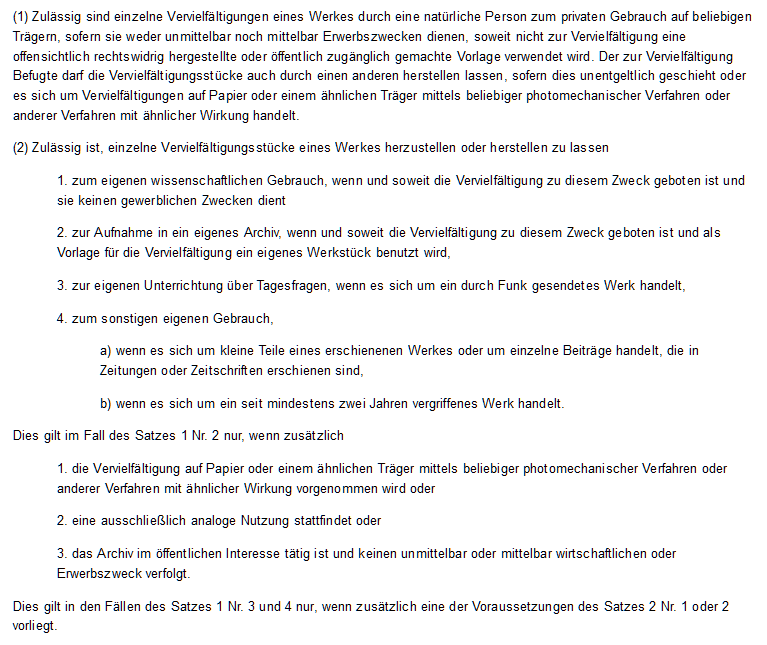 (1) Zulässig sind einzelne Vervielfältigungen eines Werkes durch eine natürliche Person zum privaten Gebrauch auf beliebigen
Trägern, sofern sie weder unmittelbar noch mittelbar Erwerbszwecken dienen, soweit nicht zur Vervielfältigung eine
offensichtlich rechtswidrig hergestellte oder öffentlich zugänglich gemachte Vorlage verwendet wird. Der zur Vervielfältigung
Befugte darf die Vervielfältigungsstücke auch durch einen anderen herstellen lassen, sofern dies unentgeltlich geschieht oder
es sich um Vervielfältigungen auf Papier oder einem ähnlichen Träger mittels beliebiger photomechanischer Verfahren oder
anderer Verfahren mit ähnlicher Wirkung handelt.
(2) Zulässig ist, einzelne Vervielfältigungsstücke eines Werkes herzustellen oder herstellen zu lassen
1. zum eigenen wissenschaftlichen Gebrauch, wenn und soweit die Vervielfältigung zu diesem Zweck geboten ist und
sie keinen gewerblichen Zwecken dient
2. zur Aufnahme in ein eigenes Archiv, wenn und soweit die Vervielfältigung zu diesem Zweck geboten ist und als
Vorlage für die Vervielfältigung ein eigenes Werkstück benutzt wird,
3. zur eigenen Unterrichtung über Tagesfragen, wenn es sich um ein durch Funk gesendetes Werk handelt,
4. zum sonstigen eigenen Gebrauch,
a) wenn es sich um kleine Teile eines erschienenen Werkes oder um einzelne Beiträge handelt, die in
Zeitungen oder Zeitschriften erschienen sind,
b) wenn es sich um ein seit mindestens zwei Jahren vergriffenes Werk handelt.
Dies gilt im Fall des Satzes 1 Nr. 2 nur, wenn zusätzlich
1. die Vervielfältigung auf Papier oder einem ähnlichen Träger mittels beliebiger photomechanischer Verfahren oder
anderer Verfahren mit ähnlicher Wirkung vorgenommen wird oder
2. eine ausschließlich analoge Nutzung stattfindet oder
3. das Archiv im öffentlichen Interesse tätig ist und keinen unmittelbar oder mittelbar wirtschaftlichen oder
Erwerbszweck verfolgt.
Dies gilt in den Fällen des Satzes 1 Nr. 3 und 4 nur, wenn zusätzlich eine der Voraussetzungen des Satzes 2 Nr. 1 oder 2
vorliegt.